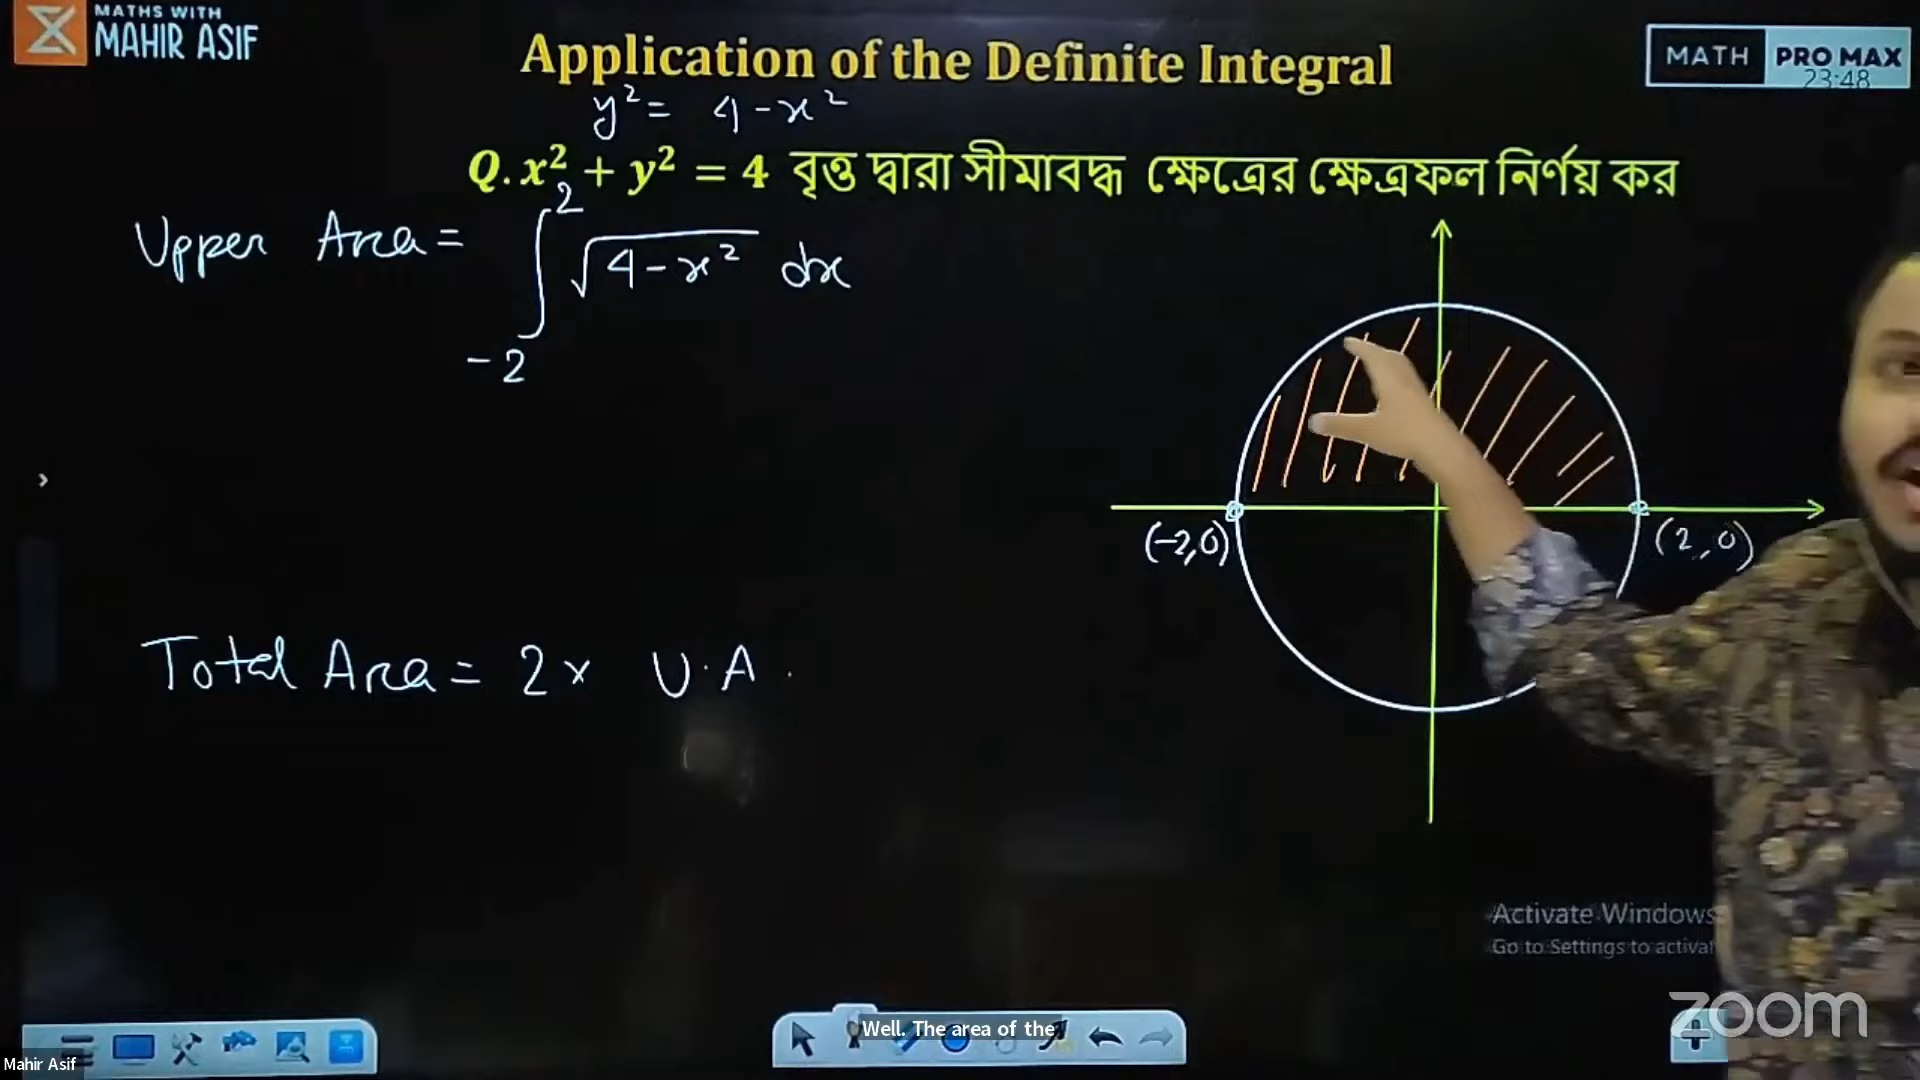 MATHS WITH
MAHIR ASIF
Application of the Definite Integral
MATH PRO MAX
23:48
y² = 4 - x²
Q. x² + y² = 4 বৃত্ত দ্বারা সীমাবদ্ধ ক্ষেত্রের ক্ষেত্রফল নির্ণয় কর
Upper Area = ∫₋₂² √(4 - x²) dx
(-2,0)
(2,0)
Total Area = 2 × U.A.
Activate Windows
Go to Settings to activat
zoom
Well. The area of the
Mahir Asif